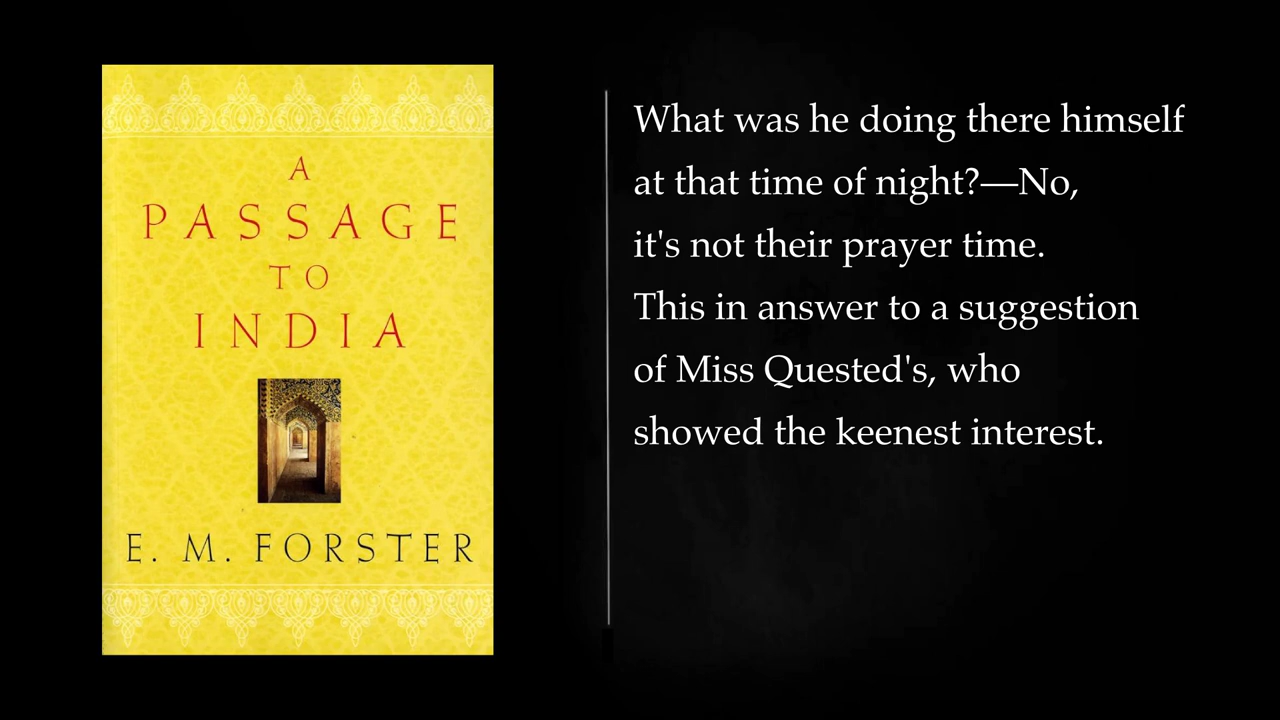 A
PASSAGE
TO
INDIA
E. M. FORSTER
What was he doing there himself
at that time of night?—No,
it's not their prayer time.
This in answer to a suggestion
of Miss Quested's, who
showed the keenest interest.